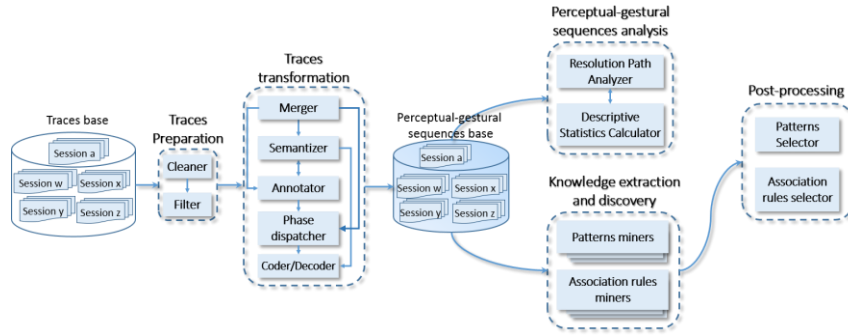 Traces base
Session a
Session w
Session x
Session y
Session z
Traces
Preparation
Cleaner
Filter
Traces
transformation
Merger
Semantizer
Annotator
Phase
dispatcher
Coder/Decoder
Perceptual-gestural
sequences base
Session a
Session w
Session x
Session y
Session z
Perceptual-gestural
sequences analysis
Resolution Path
Analyzer
Descriptive
Statistics Calculator
Knowledge extraction
and discovery
Patterns miners
Association rules
miners
Post-processing
Patterns
Selector
Association
rules selector